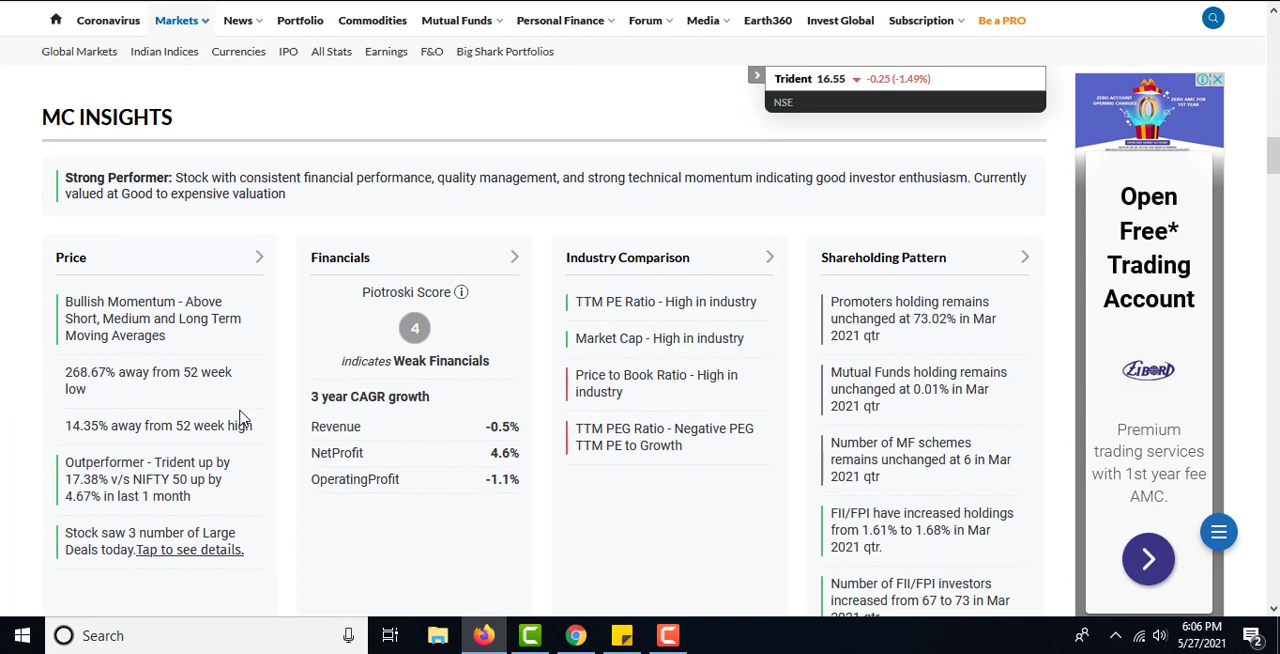 Coronavirus Markets News Portfolio Commodities Mutual Funds Personal Finance Forum Media Earth360 Invest Global Subscription Be a PRO
Global Markets Indian Indices Currencies IPO All Stats Earnings F&O Big Shark Portfolios
Trident 16.55 -0.25 (-1.49%)
NSE
MC INSIGHTS
Strong Performer: Stock with consistent financial performance, quality management, and strong technical momentum indicating good investor enthusiasm. Currently
valued at Good to expensive valuation
Price
Bullish Momentum - Above
Short, Medium and Long Term
Moving Averages
268.67% away from 52 week
low
14.35% away from 52 week high
Outperformer - Trident up by
17.38% v/s NIFTY 50 up by
4.67% in last 1 month
Stock saw 3 number of Large
Deals today.Tap to see details.
Financials
Piotroski Score
4
indicates Weak Financials
3 year CAGR growth
Revenue -0.5%
NetProfit 4.6%
OperatingProfit -1.1%
Industry Comparison
TTM PE Ratio - High in industry
Market Cap - High in industry
Price to Book Ratio - High in
industry
TTM PEG Ratio - Negative PEG
TTM PE to Growth
Shareholding Pattern
Promoters holding remains
unchanged at 73.02% in Mar
2021 qtr
Mutual Funds holding remains
unchanged at 0.01% in Mar
2021 qtr
Number of MF schemes
remains unchanged at 6 in Mar
2021 qtr
FII/FPI have increased holdings
from 1.61% to 1.68% in Mar
2021 qtr.
Number of FII/FPI investors
increased from 67 to 73 in Mar
2021 qtr
ZERO ACCOUNT
OPENING CHARGES
ZERO AMC FOR
1ST YEAR
Open
Free*
Trading
Account
Premium
trading services
with 1st year fee
AMC.
Search
6:06 PM
5/27/2021
2